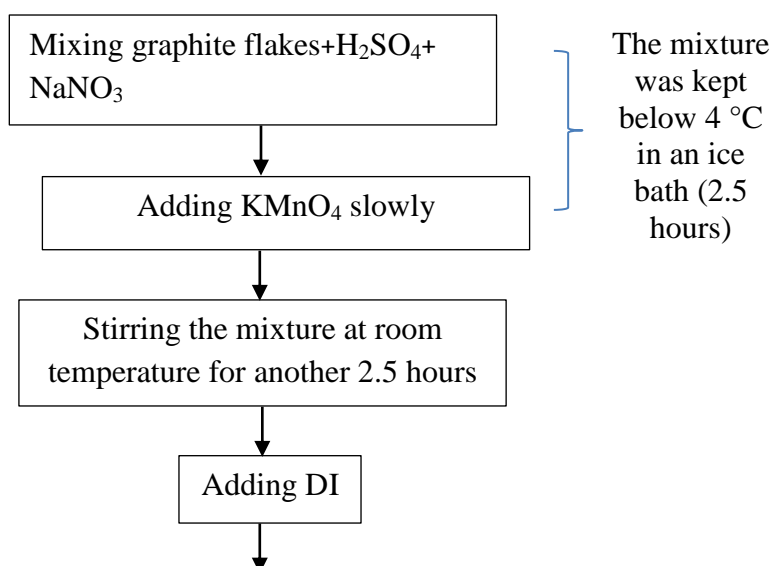 Mixing graphite flakes+H₂SO₄+
NaNO₃
The mixture
was kept
below 4 °C
in an ice
bath (2.5
hours)
Adding KMnO₄ slowly
Stirring the mixture at room
temperature for another 2.5 hours
Adding DI